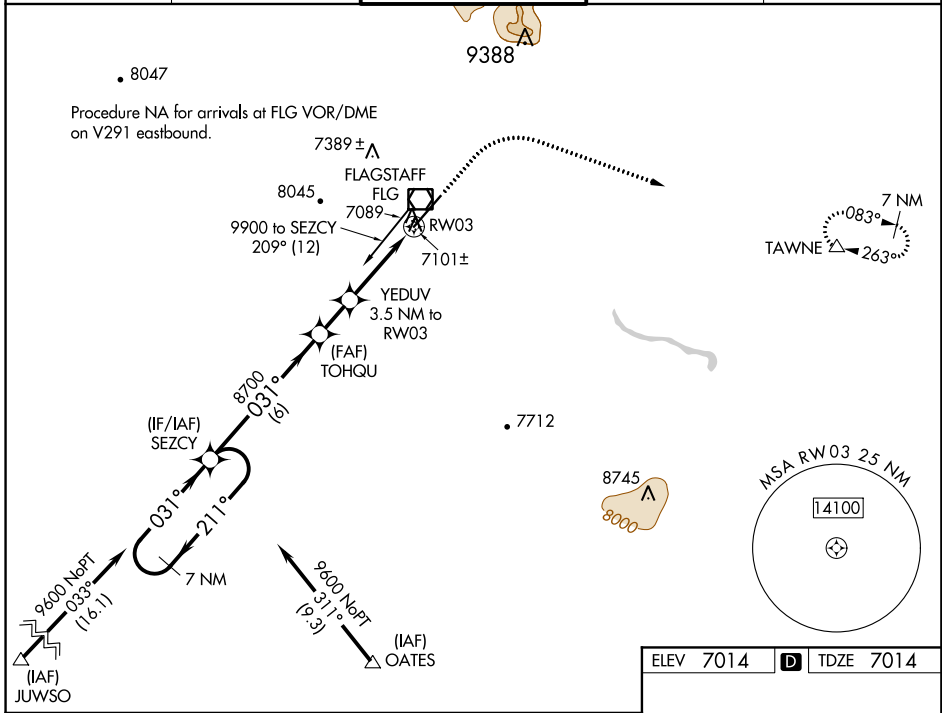 9388
8047
Procedure NA for arrivals at FLG VOR/DME
on V291 eastbound.
7389 ±
FLAGSTAFF
FLG
8045
7089
RW03
9900 to SEZCY
209° (12)
7101±
7 NM
083°
TAWNE
263°
YEDUV
3.5 NM to
RW03
(FAF)
TOHQU
8700
031°
(6)
(IF/IAF)
SEZCY
7712
031°
211°
8745
8000
MSA RW 03 25 NM
14100
7 NM
9600 NoPT
033°
(16.1)
9600 NoPT
311°
(9.3)
(IAF)
OATES
(IAF)
JUWSO
ELEV 7014 D TDZE 7014